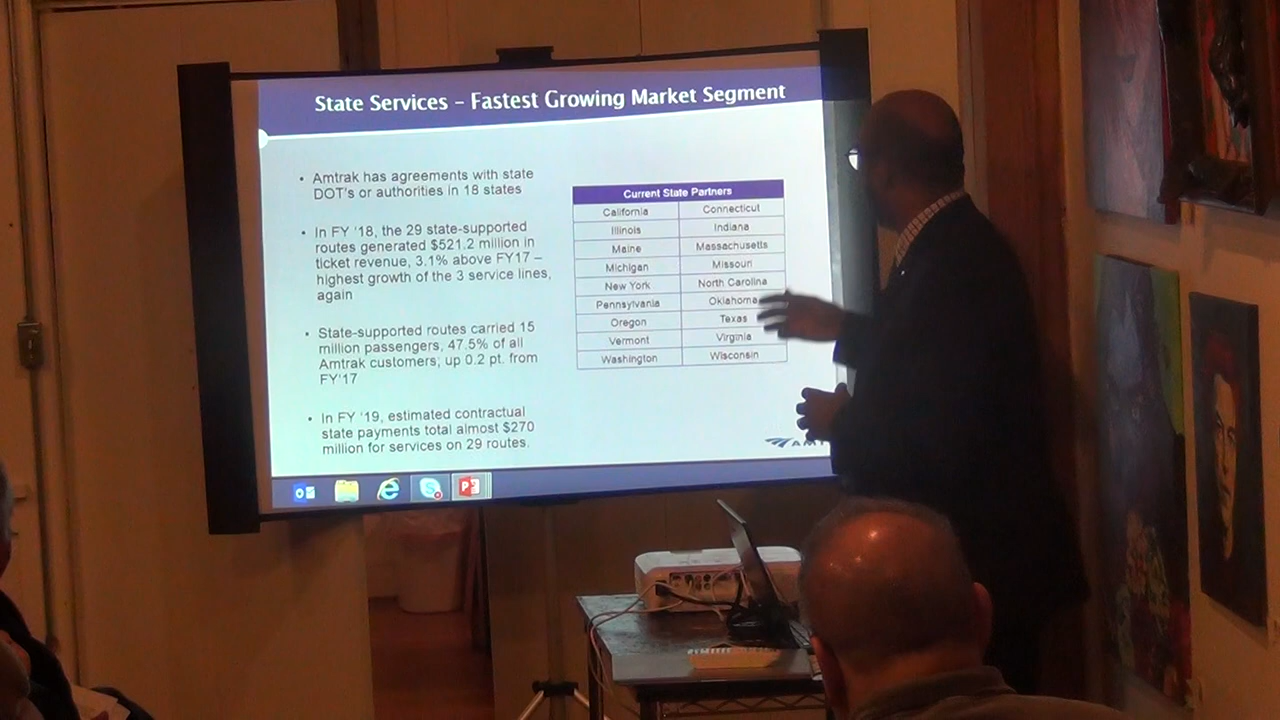 State Services – Fastest Growing Market Segment
• Amtrak has agreements with state
DOT's or authorities in 18 states
• In FY '18, the 29 state-supported
routes generated $521.2 million in
ticket revenue, 3.1% above FY17 –
highest growth of the 3 service lines,
again
• State-supported routes carried 15
million passengers, 47.5% of all
Amtrak customers; up 0.2 pt. from
FY'17
• In FY '19, estimated contractual
state payments total almost $270
million for services on 29 routes.
Current State Partners
California Connecticut
Illinois Indiana
Maine Massachusetts
Michigan Missouri
New York North Carolina
Pennsylvania Oklahoma
Oregon Texas
Vermont Virginia
Washington Wisconsin